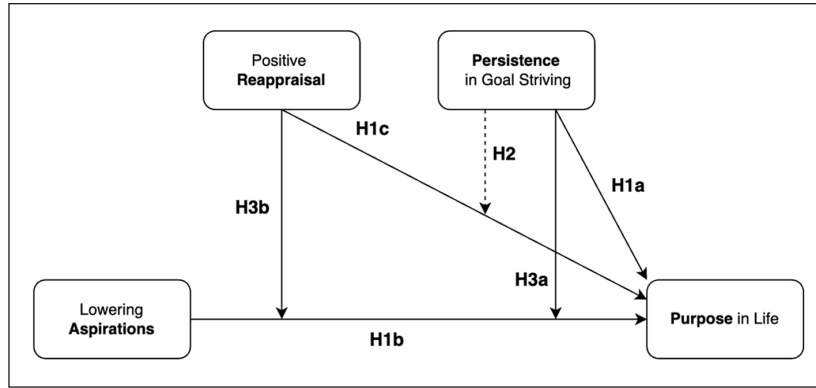 Positive
Reappraisal
Persistence
in Goal Striving
H1c
H2
H1a
H3b
H3a
Lowering
Aspirations
Purpose in Life
H1b